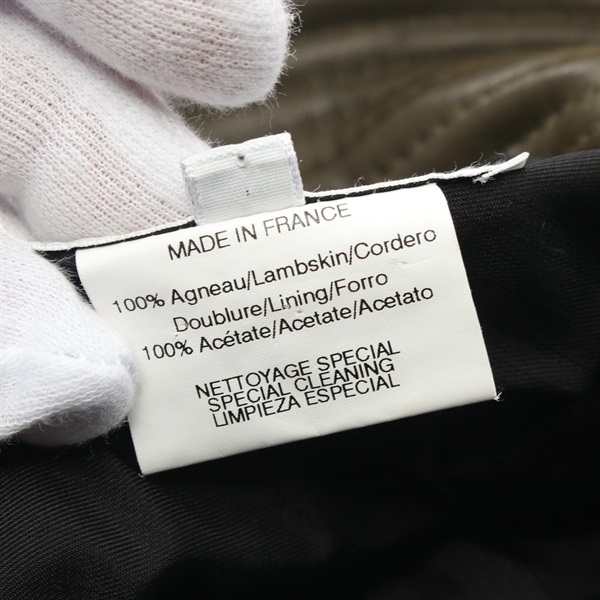 MADE IN FRANCE
100% Agneau/Lambskin/Cordero
Doublure/Lining/Forro
100% Acétate/Acetate/Acetato
NETTOYAGE SPECIAL
SPECIAL CLEANING
LIMPIEZA ESPECIAL